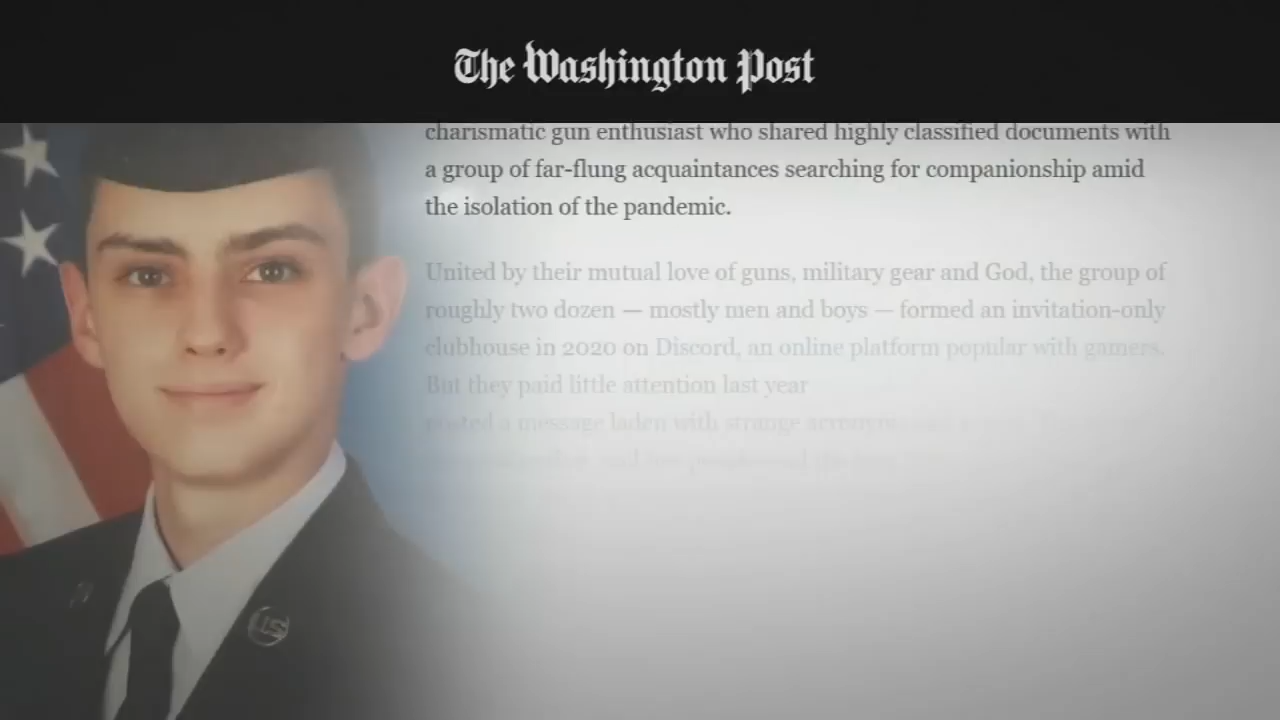 The Washington Post
charismatic gun enthusiast who shared highly classified documents with
a group of far-flung acquaintances searching for companionship amid
the isolation of the pandemic.
United by their mutual love of guns, military gear and God, the group of
roughly two dozen — mostly men and boys — formed an invitation-only
clubhouse in 2020 on Discord, an online platform popular with gamers.
But they paid little attention last year
posted a message laden with strange